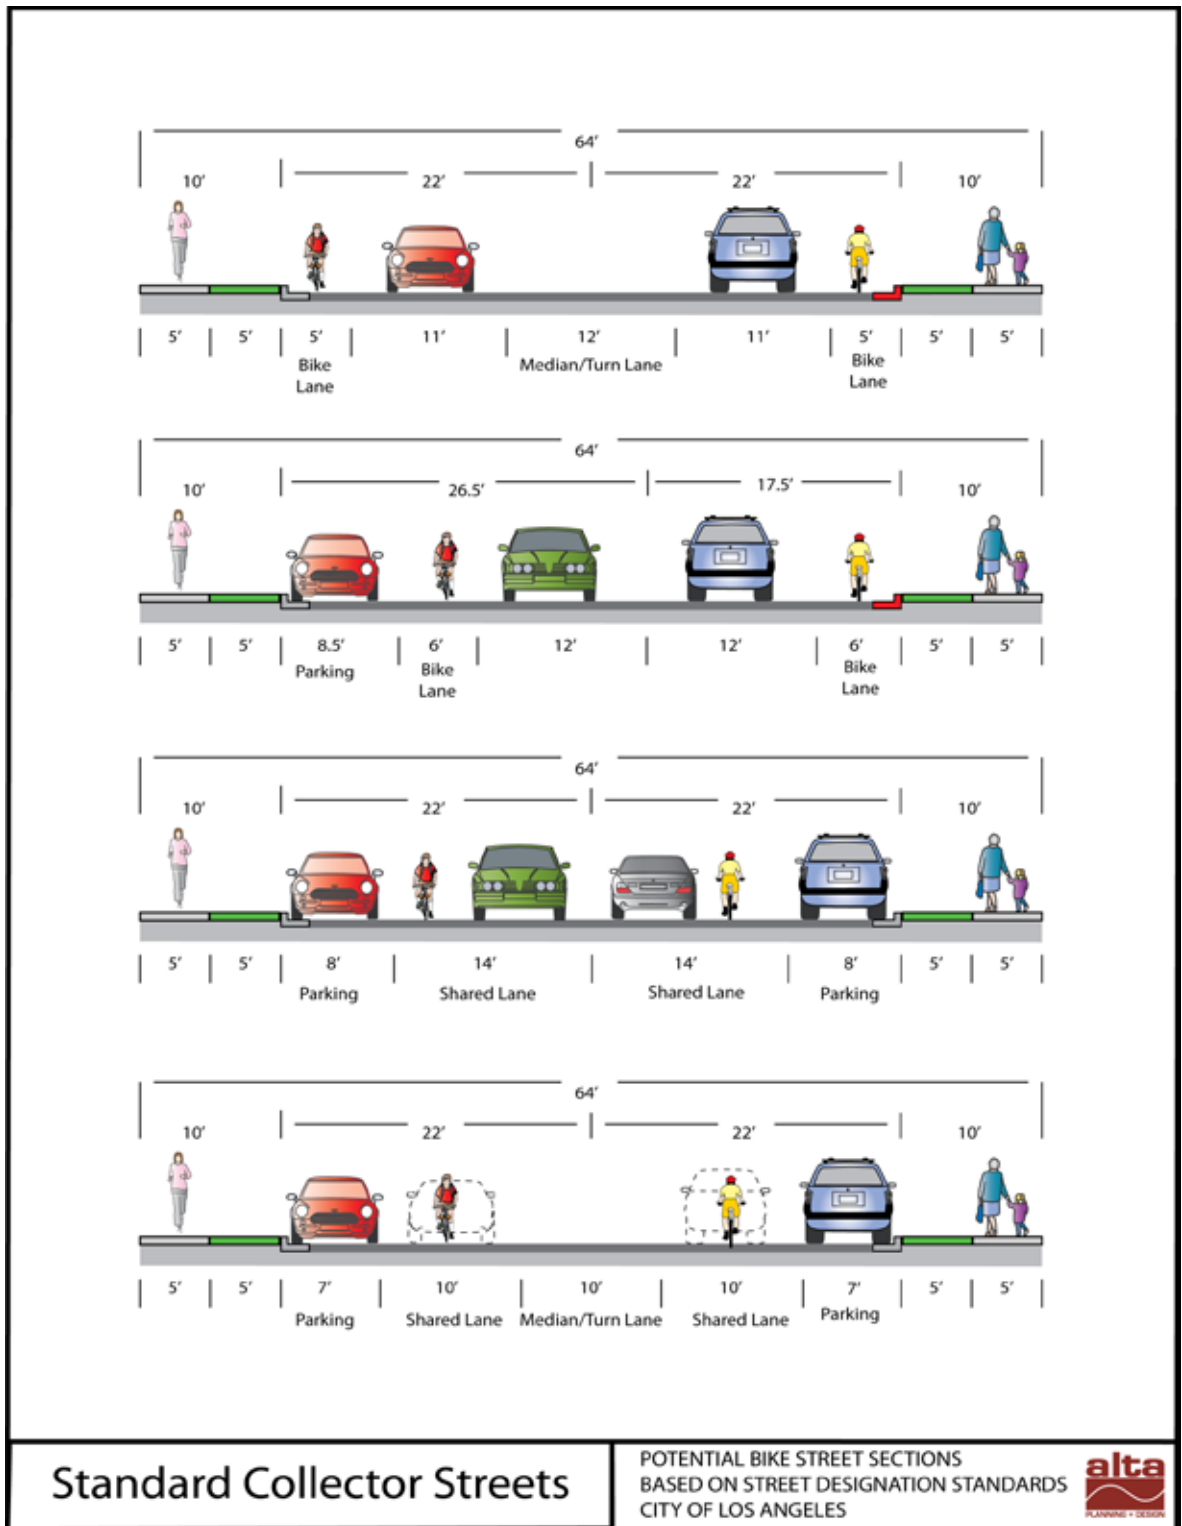 64'
10' 22' 22' 10'
5' 5' 5' 11' 12' 11' 5' 5' 5'
Bike Median/Turn Lane Bike
Lane Lane
64'
10' 26.5' 17.5' 10'
5' 5' 8.5' 6' 12' 12' 6' 5' 5'
Parking Bike Bike
Lane Lane
64'
10' 22' 22' 10'
5' 5' 8' 14' 14' 8' 5' 5'
Parking Shared Lane Shared Lane Parking
64'
10' 22' 22' 10'
5' 5' 7' 10' 10' 10' 7' 5' 5'
Parking Shared Lane Median/Turn Lane Shared Lane Parking
Standard Collector Streets
POTENTIAL BIKE STREET SECTIONS
BASED ON STREET DESIGNATION STANDARDS
CITY OF LOS ANGELES
alta
PLANNING + DESIGN